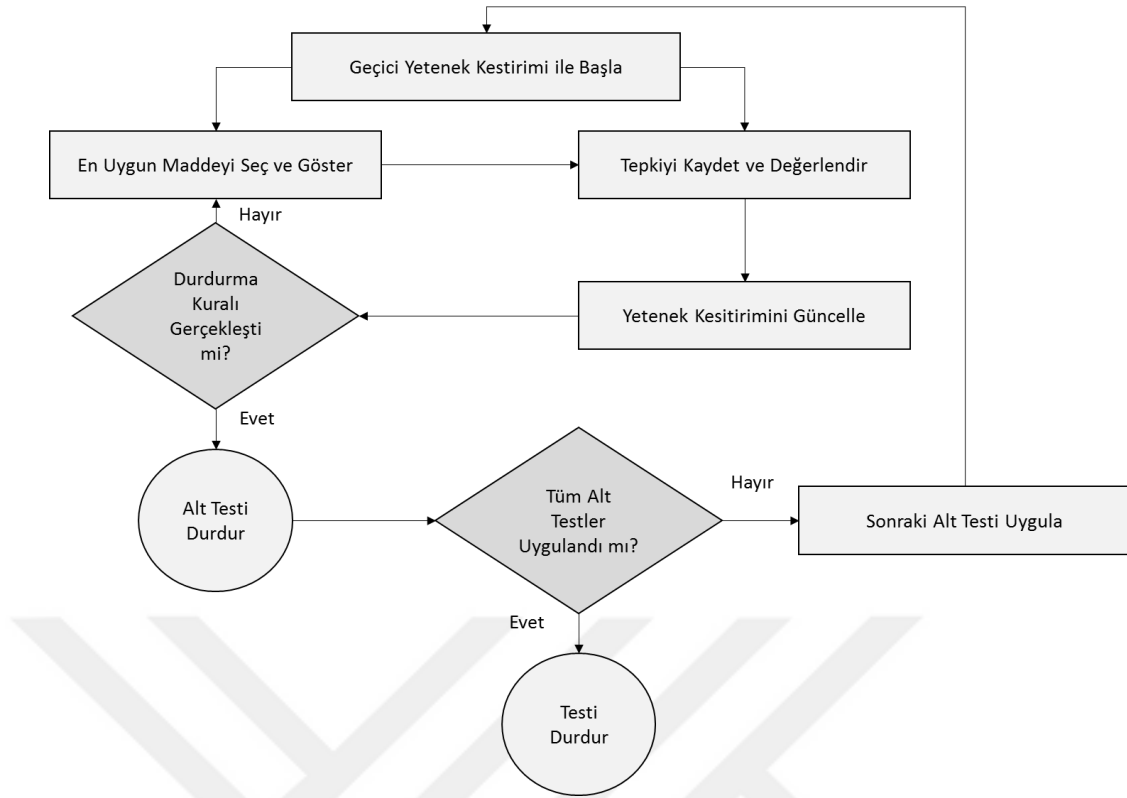 Geçici Yetenek Kestirimi ile Başla
En Uygun Maddeyi Seç ve Göster
Tepkiyi Kaydet ve Değerlendir
Hayır
Durdurma
Kuralı
Gerçekleşti
mi?
Yetenek Kesitirimini Güncelle
Evet
Alt Testi
Durdur
Tüm Alt
Testler
Uygulandı mı?
Hayır
Sonraki Alt Testi Uygula
Evet
Testi
Durdur